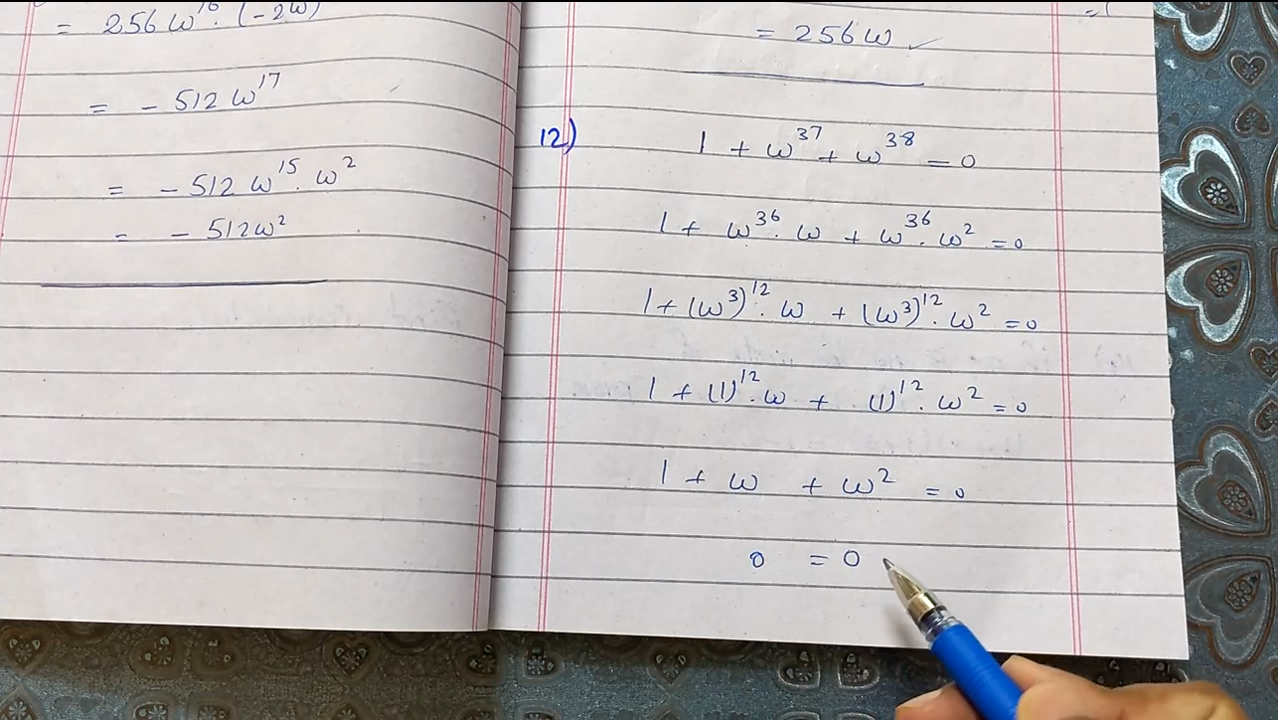 = 256 ω¹⁶ · (-2ω)
= - 512 ω¹⁷
= - 512 ω¹⁵ · ω²
= - 512ω²
= 256 ω ✓
12)
1 + ω³⁷ + ω³⁸ = 0
1 + ω³⁶ · ω + ω³⁶ · ω² = 0
1 + (ω³)¹² · ω + (ω³)¹² · ω² = 0
1 + (1)¹² · ω + (1)¹² · ω² = 0
1 + ω + ω² = 0
0 = 0